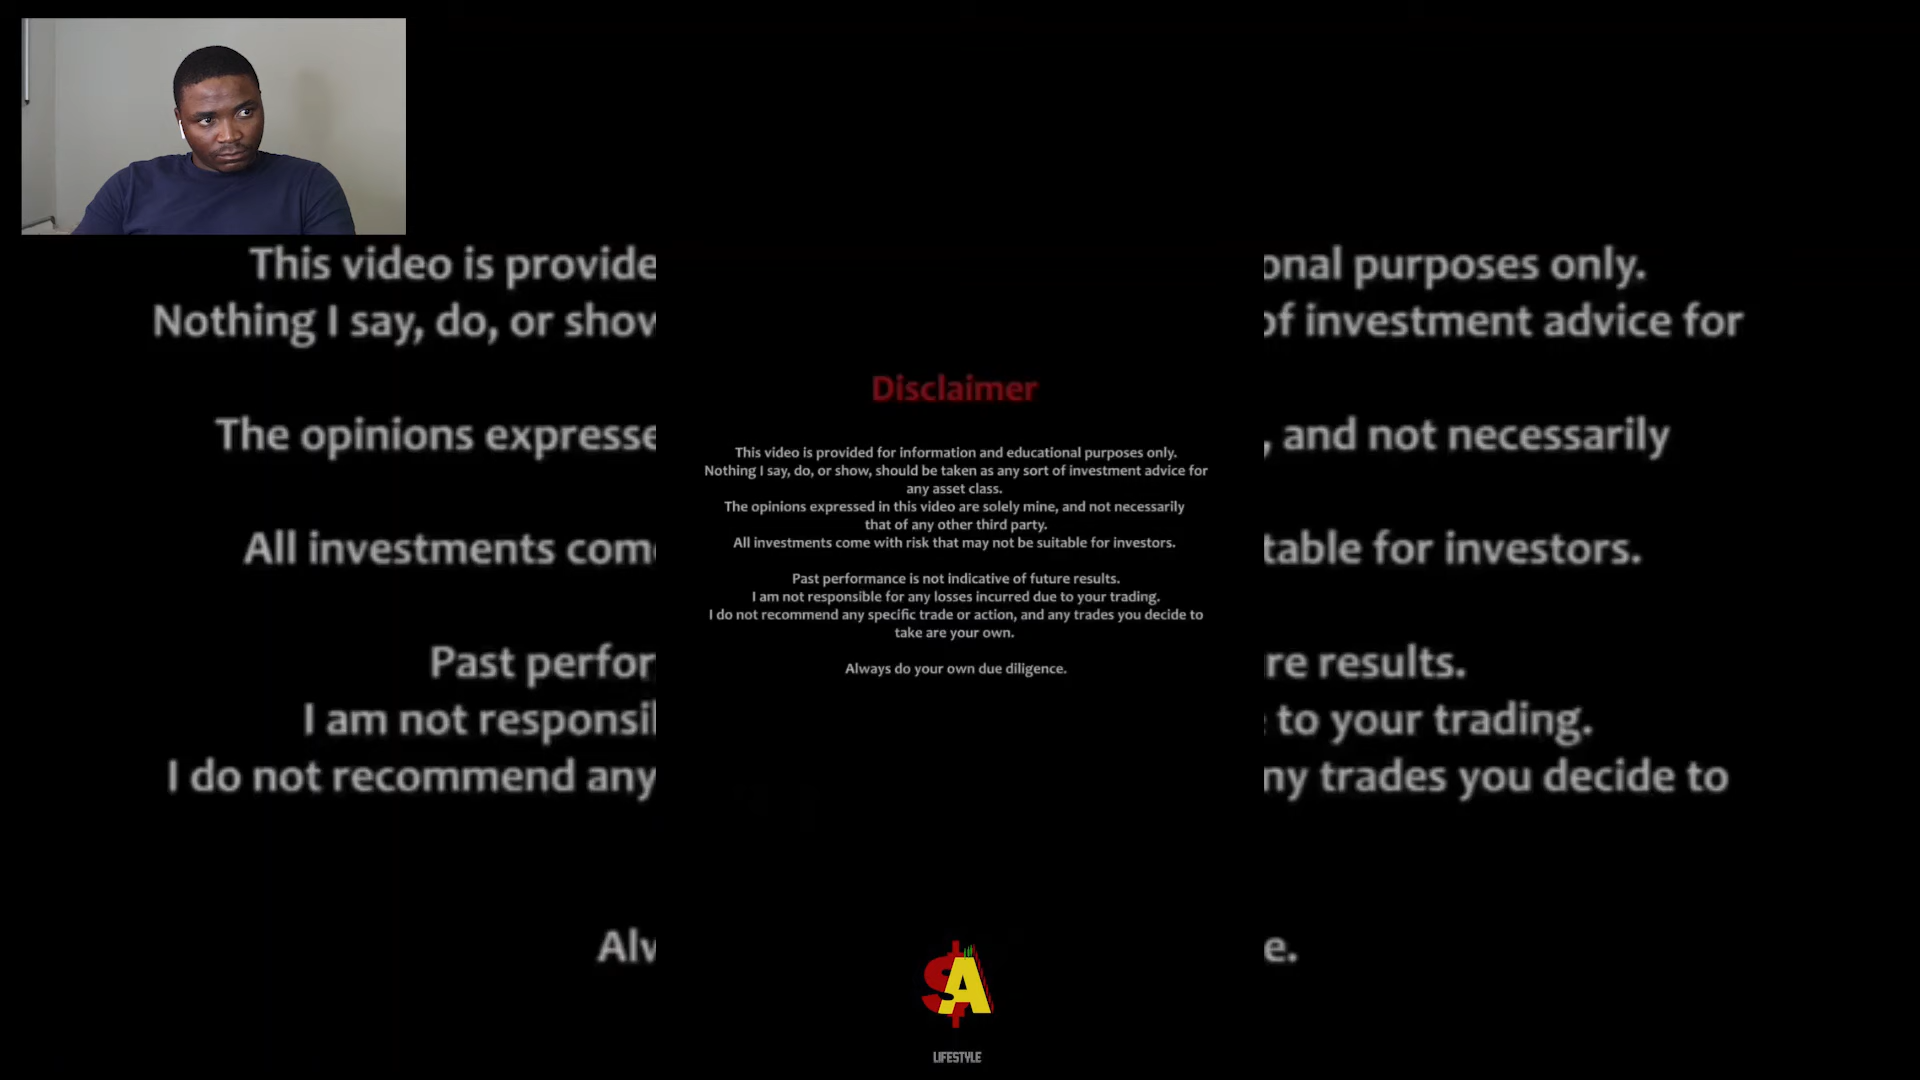 This video is provide
onal purposes only.
Nothing I say, do, or show
of investment advice for
The opinions expresse
, and not necessarily
All investments com
table for investors.
Past perfor
re results.
I am not responsi
to your trading.
I do not recommend any
ny trades you decide to
Alw
e.
Disclaimer
This video is provided for information and educational purposes only.
Nothing I say, do, or show, should be taken as any sort of investment advice for
any asset class.
The opinions expressed in this video are solely mine, and not necessarily
that of any other third party.
All investments come with risk that may not be suitable for investors.
Past performance is not indicative of future results.
I am not responsible for any losses incurred due to your trading.
I do not recommend any specific trade or action, and any trades you decide to
take are your own.
Always do your own due diligence.
$A
LIFESTYLE